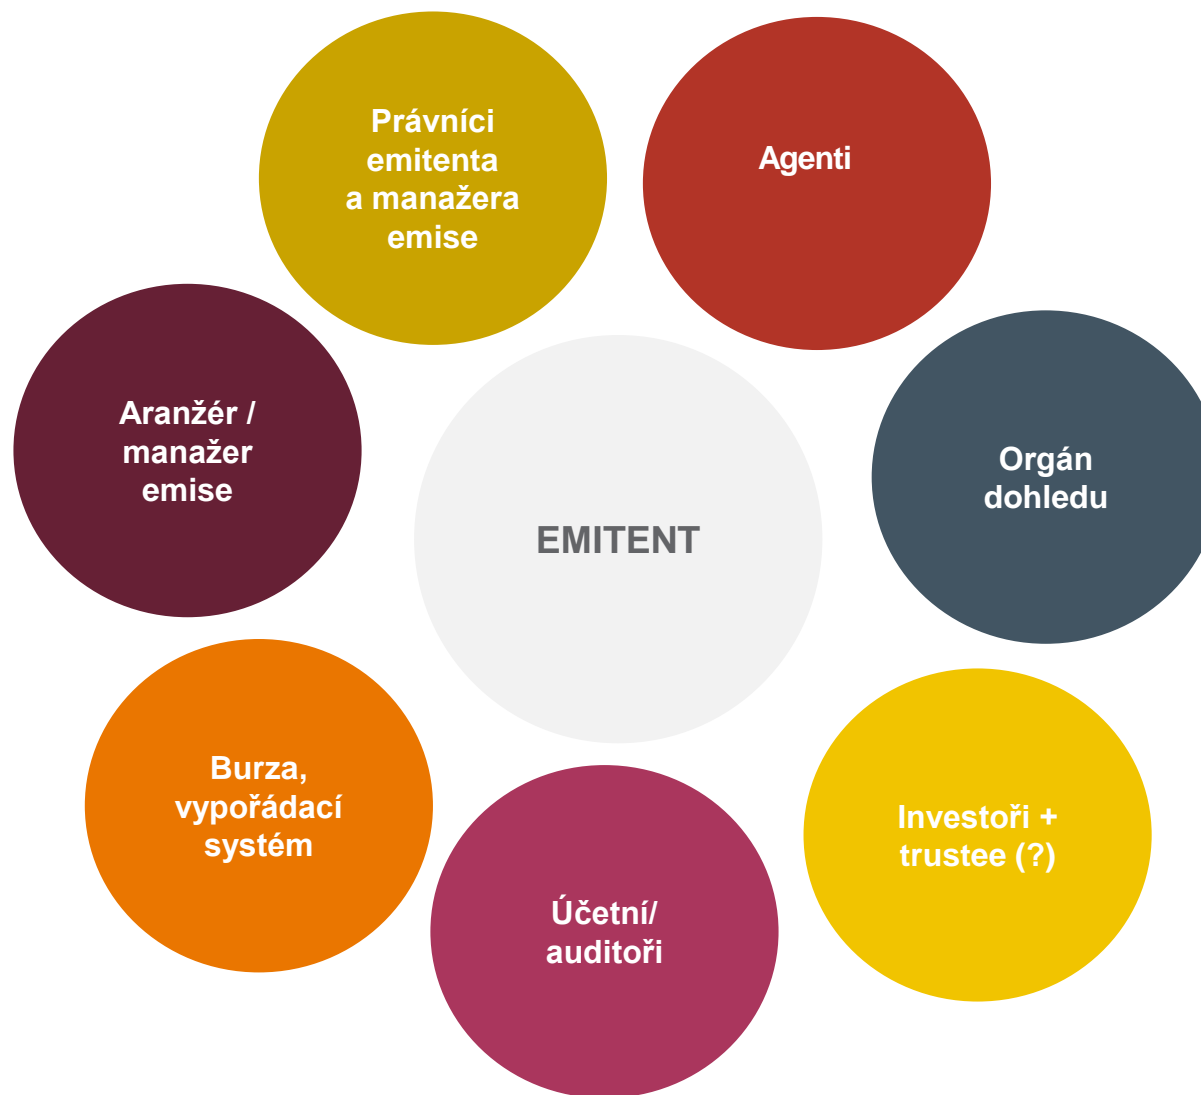 Právníci
emitenta
a manažera
emise
Agenti
Aranžér /
manažer
emise
Orgán
dohledu
EMITENT
Burza,
vypořádací
systém
Investoři +
trustee (?)
Účetní/
auditoři